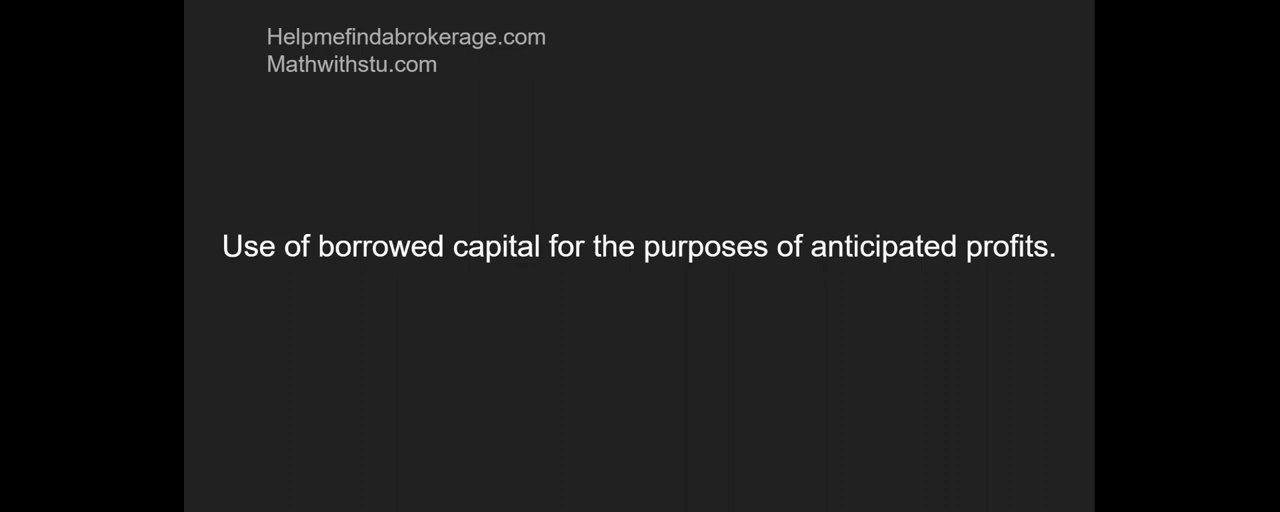 Helpmefindabrokerage.com
Mathwithstu.com
Use of borrowed capital for the purposes of anticipated profits.